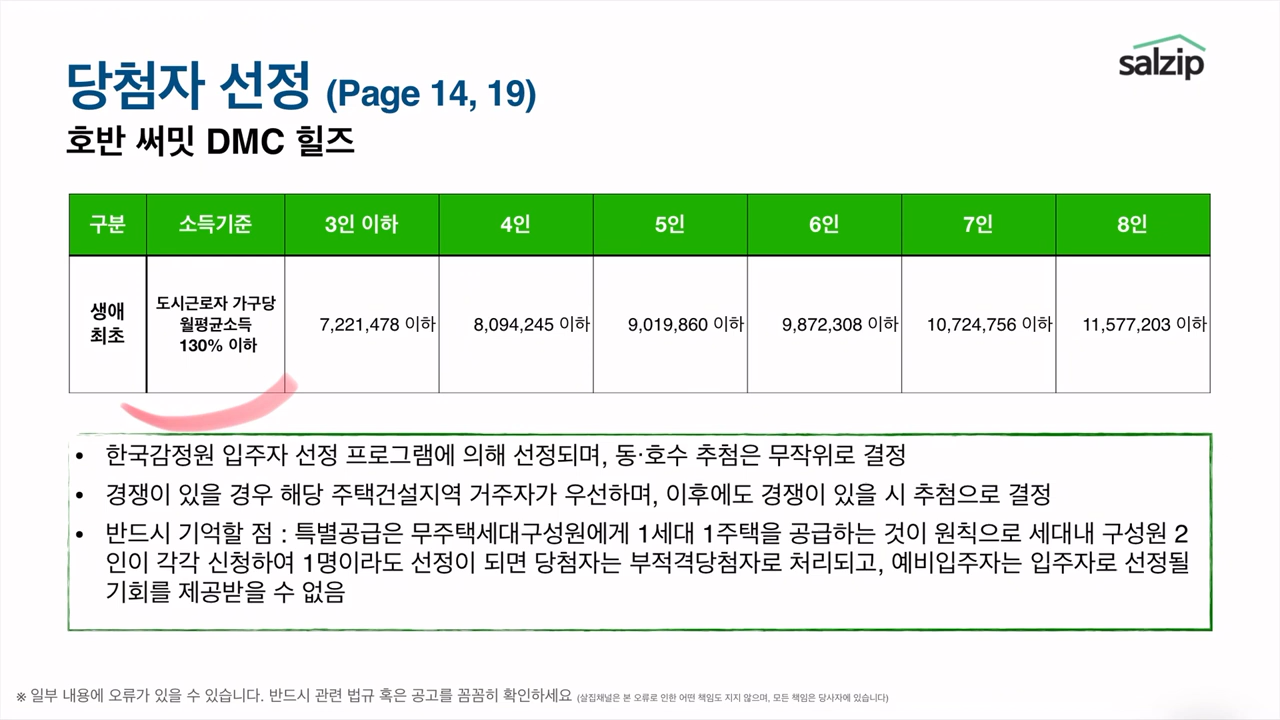 salzip
당첨자 선정 (Page 14, 19)
호반 써밋 DMC 힐즈
구분 소득기준 3인 이하 4인 5인 6인 7인 8인
생애
최초
도시근로자 가구당
월평균소득
130% 이하
7,221,478 이하 8,094,245 이하 9,019,860 이하 9,872,308 이하 10,724,756 이하 11,577,203 이하
• 한국감정원 입주자 선정 프로그램에 의해 선정되며, 동·호수 추첨은 무작위로 결정
• 경쟁이 있을 경우 해당 주택건설지역 거주자가 우선하며, 이후에도 경쟁이 있을 시 추첨으로 결정
• 반드시 기억할 점 : 특별공급은 무주택세대구성원에게 1세대 1주택을 공급하는 것이 원칙으로 세대내 구성원 2
인이 각각 신청하여 1명이라도 선정이 되면 당첨자는 부적격당첨자로 처리되고, 예비입주자는 입주자로 선정될
기회를 제공받을 수 없음
※ 일부 내용에 오류가 있을 수 있습니다. 반드시 관련 법규 혹은 공고를 꼼꼼히 확인하세요 (살집채널은 본 오류로 인한 어떤 책임도 지지 않으며, 모든 책임은 당사자에 있습니다)